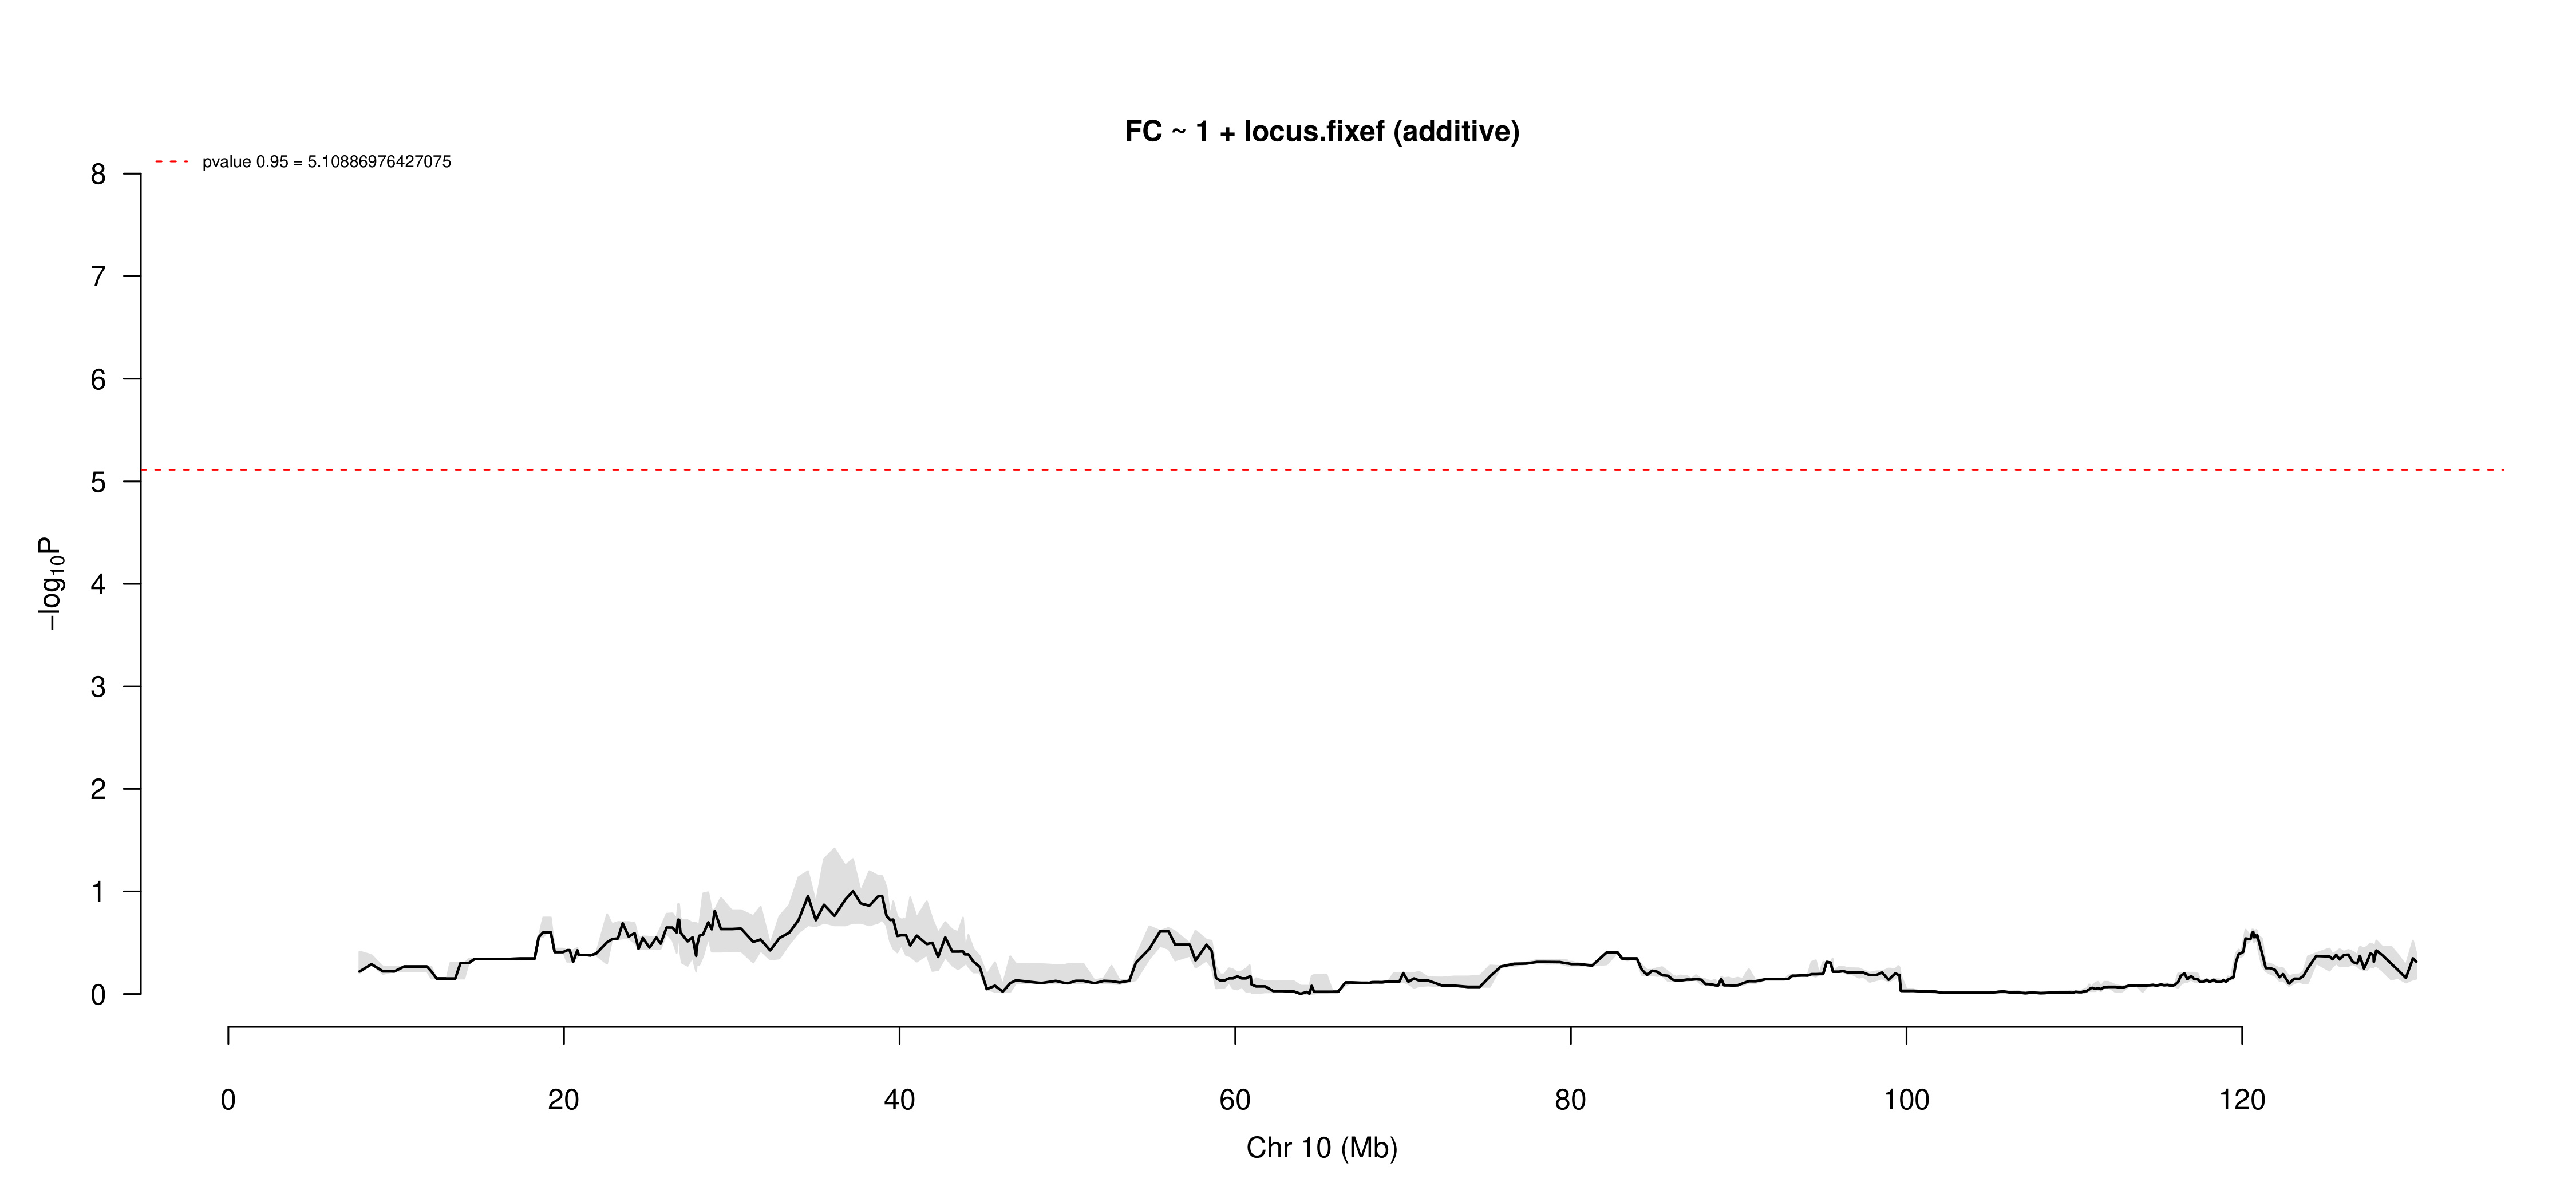 FC ~ 1 + locus.fixef (additive)
pvalue 0.95 = 5.10886976427075
8
7
6
5
4
3
2
1
0
−log10P
0 20 40 60 80 100 120
Chr 10 (Mb)